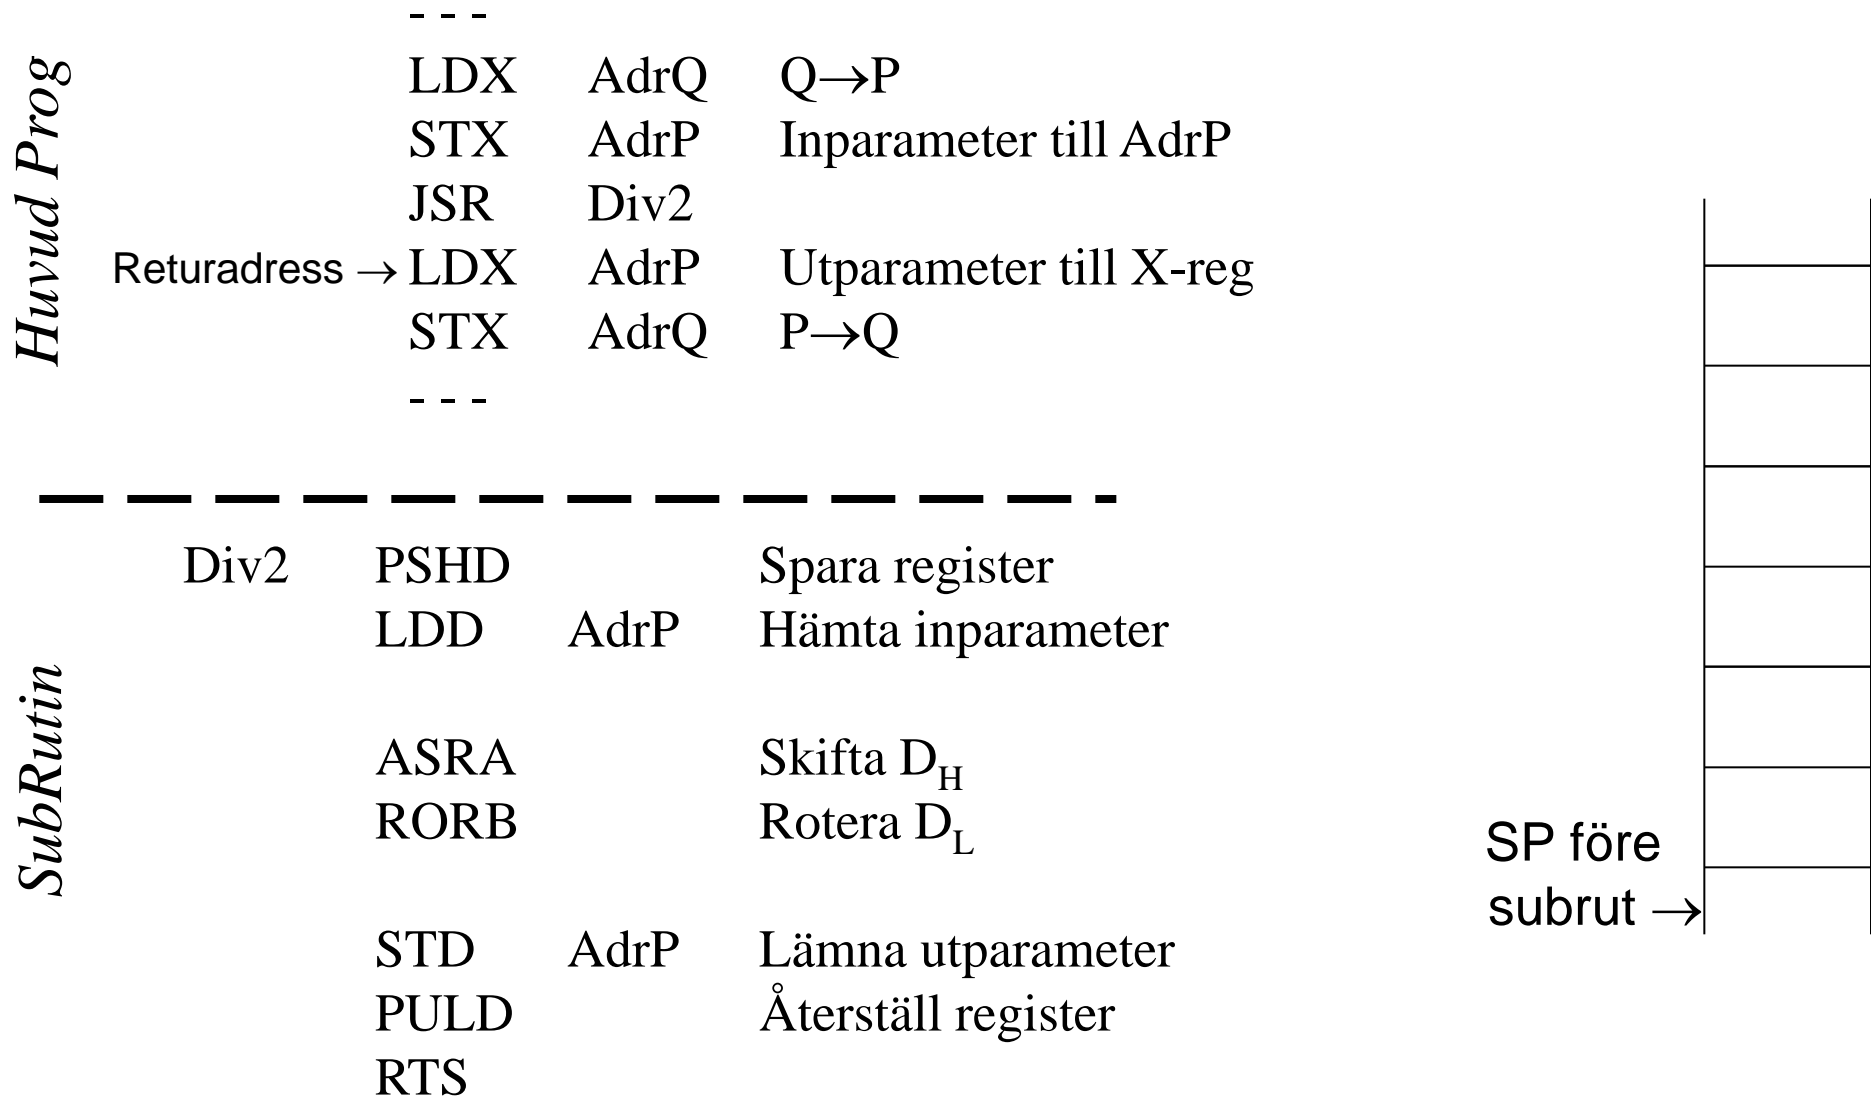 Huvud Prog
- - -
LDX AdrQ Q→P
STX AdrP Inparameter till AdrP
JSR Div2
Returadress → LDX AdrP Utparameter till X-reg
STX AdrQ P→Q
- - -
SubRutin
Div2 PSHD Spara register
LDD AdrP Hämta inparameter
ASRA Skifta D_H
RORB Rotera D_L
STD AdrP Lämna utparameter
PULD Återställ register
RTS
SP före
subrut →